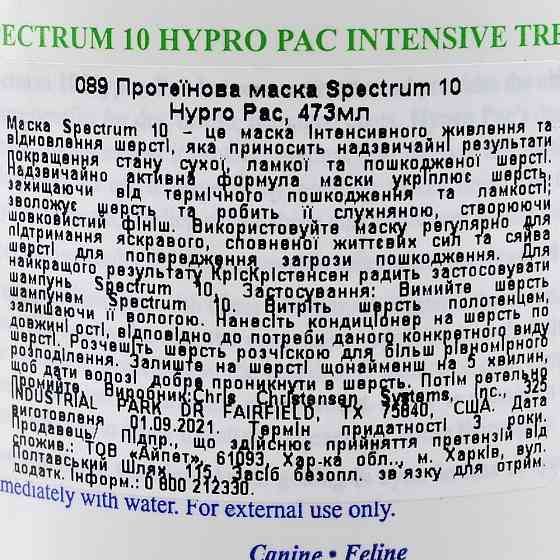 ECTRUM 10 HYPRO PAC INTENSIVE TRE
089 Протеїнова маска Spectrum 10
Hypro Pac, 473мл
Маска Spectrum 10 – це маска інтенсивного живлення та
відновлення шерсті, яка приносить надзвичайні результати
Покращення стану сухої, ламкої та пошкодженої шерсті.
Надзвичайно активна формула маски укріплює шерсть,
захищаючи від термічного пошкодження та ламкості;
зволожує шерсть та робить її слухняною, створюючи
шовковистий фініш. Використовуйте маску регулярно для
підтримання яскравого, сповненої життєвих сил та сяйва
шерсті для попередження загрози пошкодження. Для
найкращого результату КрісКрістенсен радить застосовувати
шампунь Spectrum 10, Застосування: Вимийте шерсть
шампунем Spectrum 10. Витріть шерсть полотенцем,
залишаючи її вологою. Нанесіть кондиціонер на шерсть по
довжині ості, відповідно до потреби даного конкретного виду
шерсті. Розчешіть шерсть розчіскою для більш рівномірного
розподілення. Залиште на шерсті щонайменш на 5 хвилин,
щоб дати ворозі добре проникнути в шерсть. Потім ретельно
Промийте. Виробник:Chris Christensen Systems, Inc., 325
INDUSTRIAL PARK DR FAIRFIELD, TX 75840, США. Дата
виготовленя 01.09.2021. Термін придатності 3 роки.
Продавець/ Підпр., що здійснює прийняття претензій від
спожив.: ТОВ «Айпет», 61093, Хар-ка обл., м. Харків, вул.
Полтавський Шлях, 115, Засіб безопл. зв'язку для отрим.
додатк. Інформ.: 0 800 212330.
mediately with water. For external use only.
Canine • Feline